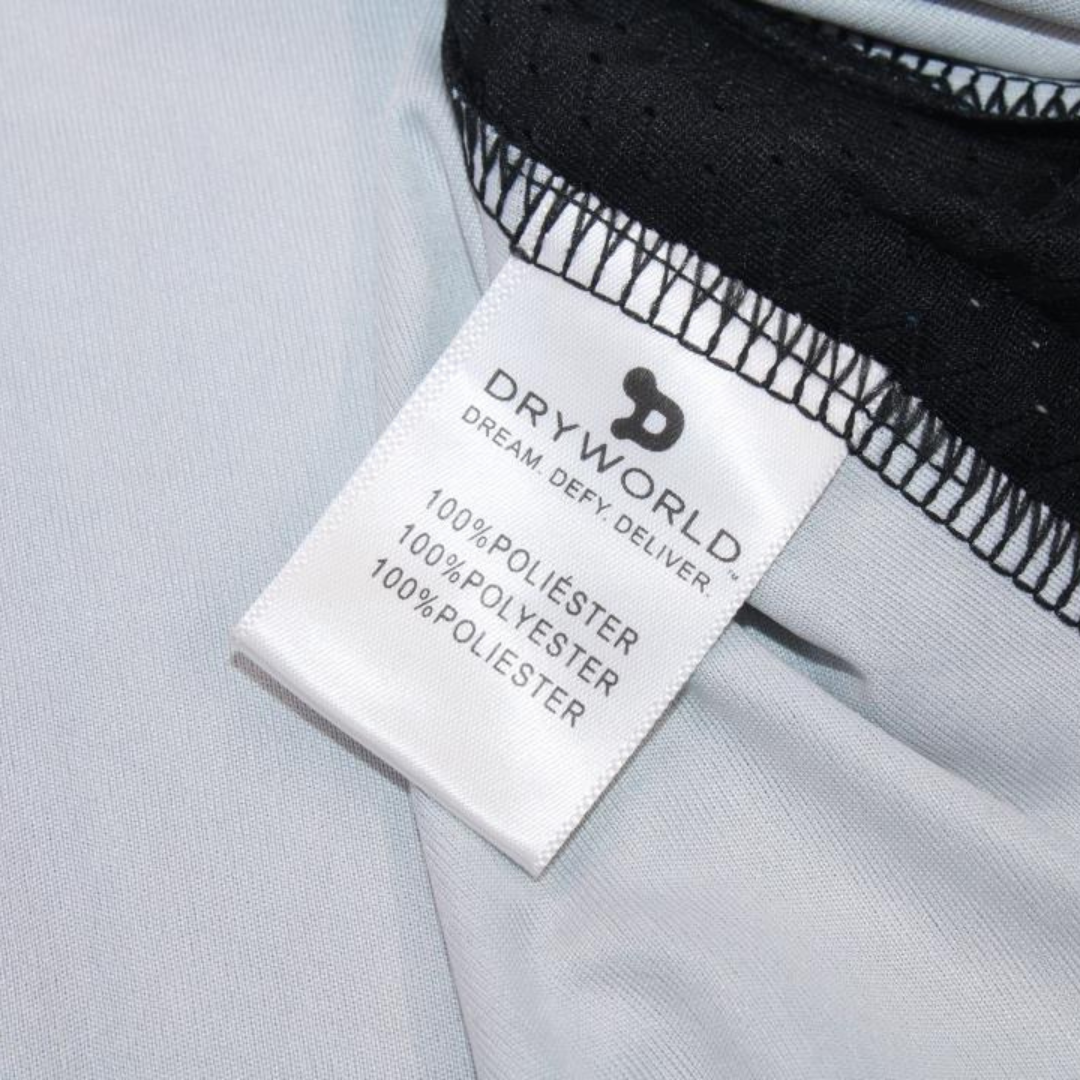 DRYWORLD
DREAM. DEFY. DELIVER.™
100%POLIÉSTER
100%POLYESTER
100%POLIESTER